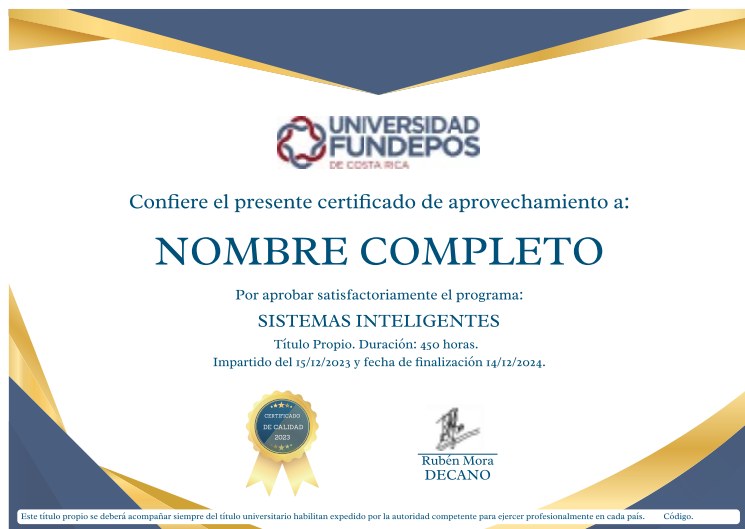 UNIVERSIDAD
FUNDEPOS
DE COSTA RICA
Confiere el presente certificado de aprovechamiento a:
NOMBRE COMPLETO
Por aprobar satisfactoriamente el programa:
SISTEMAS INTELIGENTES
Título Propio. Duración: 450 horas.
Impartido del 15/12/2023 y fecha de finalización 14/12/2024.
CERTIFICADO
DE CALIDAD
2023
Rubén Mora
DECANO
Este título propio se deberá acompañar siempre del título universitario habilitan expedido por la autoridad competente para ejercer profesionalmente en cada país. Código.